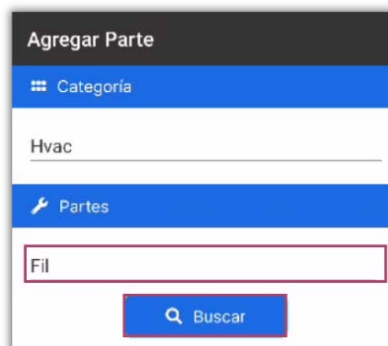 Agregar Parte
Categoría
Hvac
Partes
Fil
Buscar